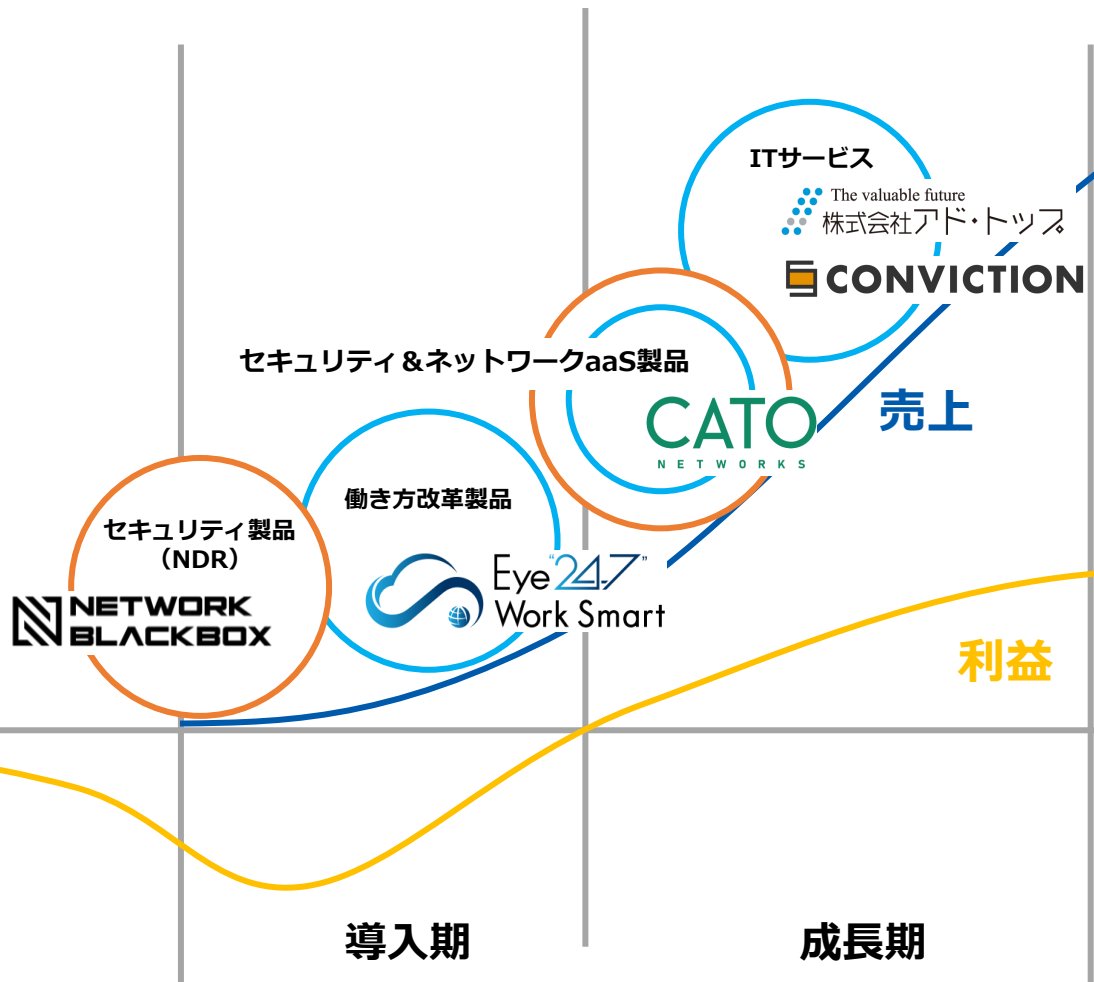 ITサービス
The valuable future
株式会社アド・トップ
CONVICTION
セキュリティ＆ネットワークaaS製品
CATO
NETWORKS
売上
働き方改革製品
Eye"24-7"
Work Smart
セキュリティ製品
（NDR）
NETWORK
BLACKBOX
利益
導入期
成長期